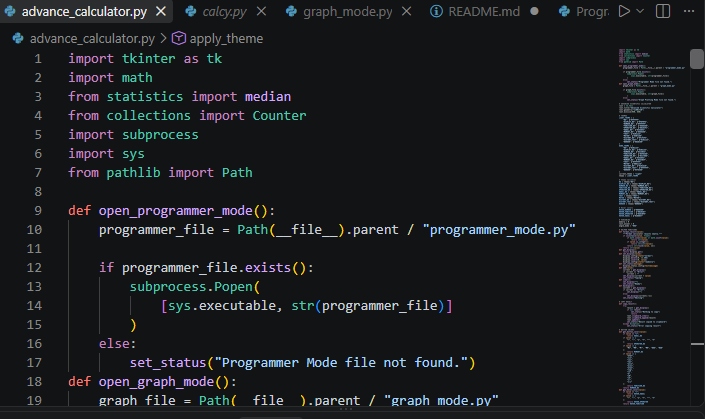 advance_calculator.py
calcy.py
graph_mode.py
README.md
Progr
advance_calculator.py > apply_theme
1 import tkinter as tk
2 import math
3 from statistics import median
4 from collections import Counter
5 import subprocess
6 import sys
7 from pathlib import Path
8
9 def open_programmer_mode():
10 programmer_file = Path(__file__).parent / "programmer_mode.py"
11
12 if programmer_file.exists():
13 subprocess.Popen(
14 [sys.executable, str(programmer_file)]
15 )
16 else:
17 set_status("Programmer Mode file not found.")
18 def open_graph_mode():
19 graph_file = Path(__file__).parent / "graph_mode.py"